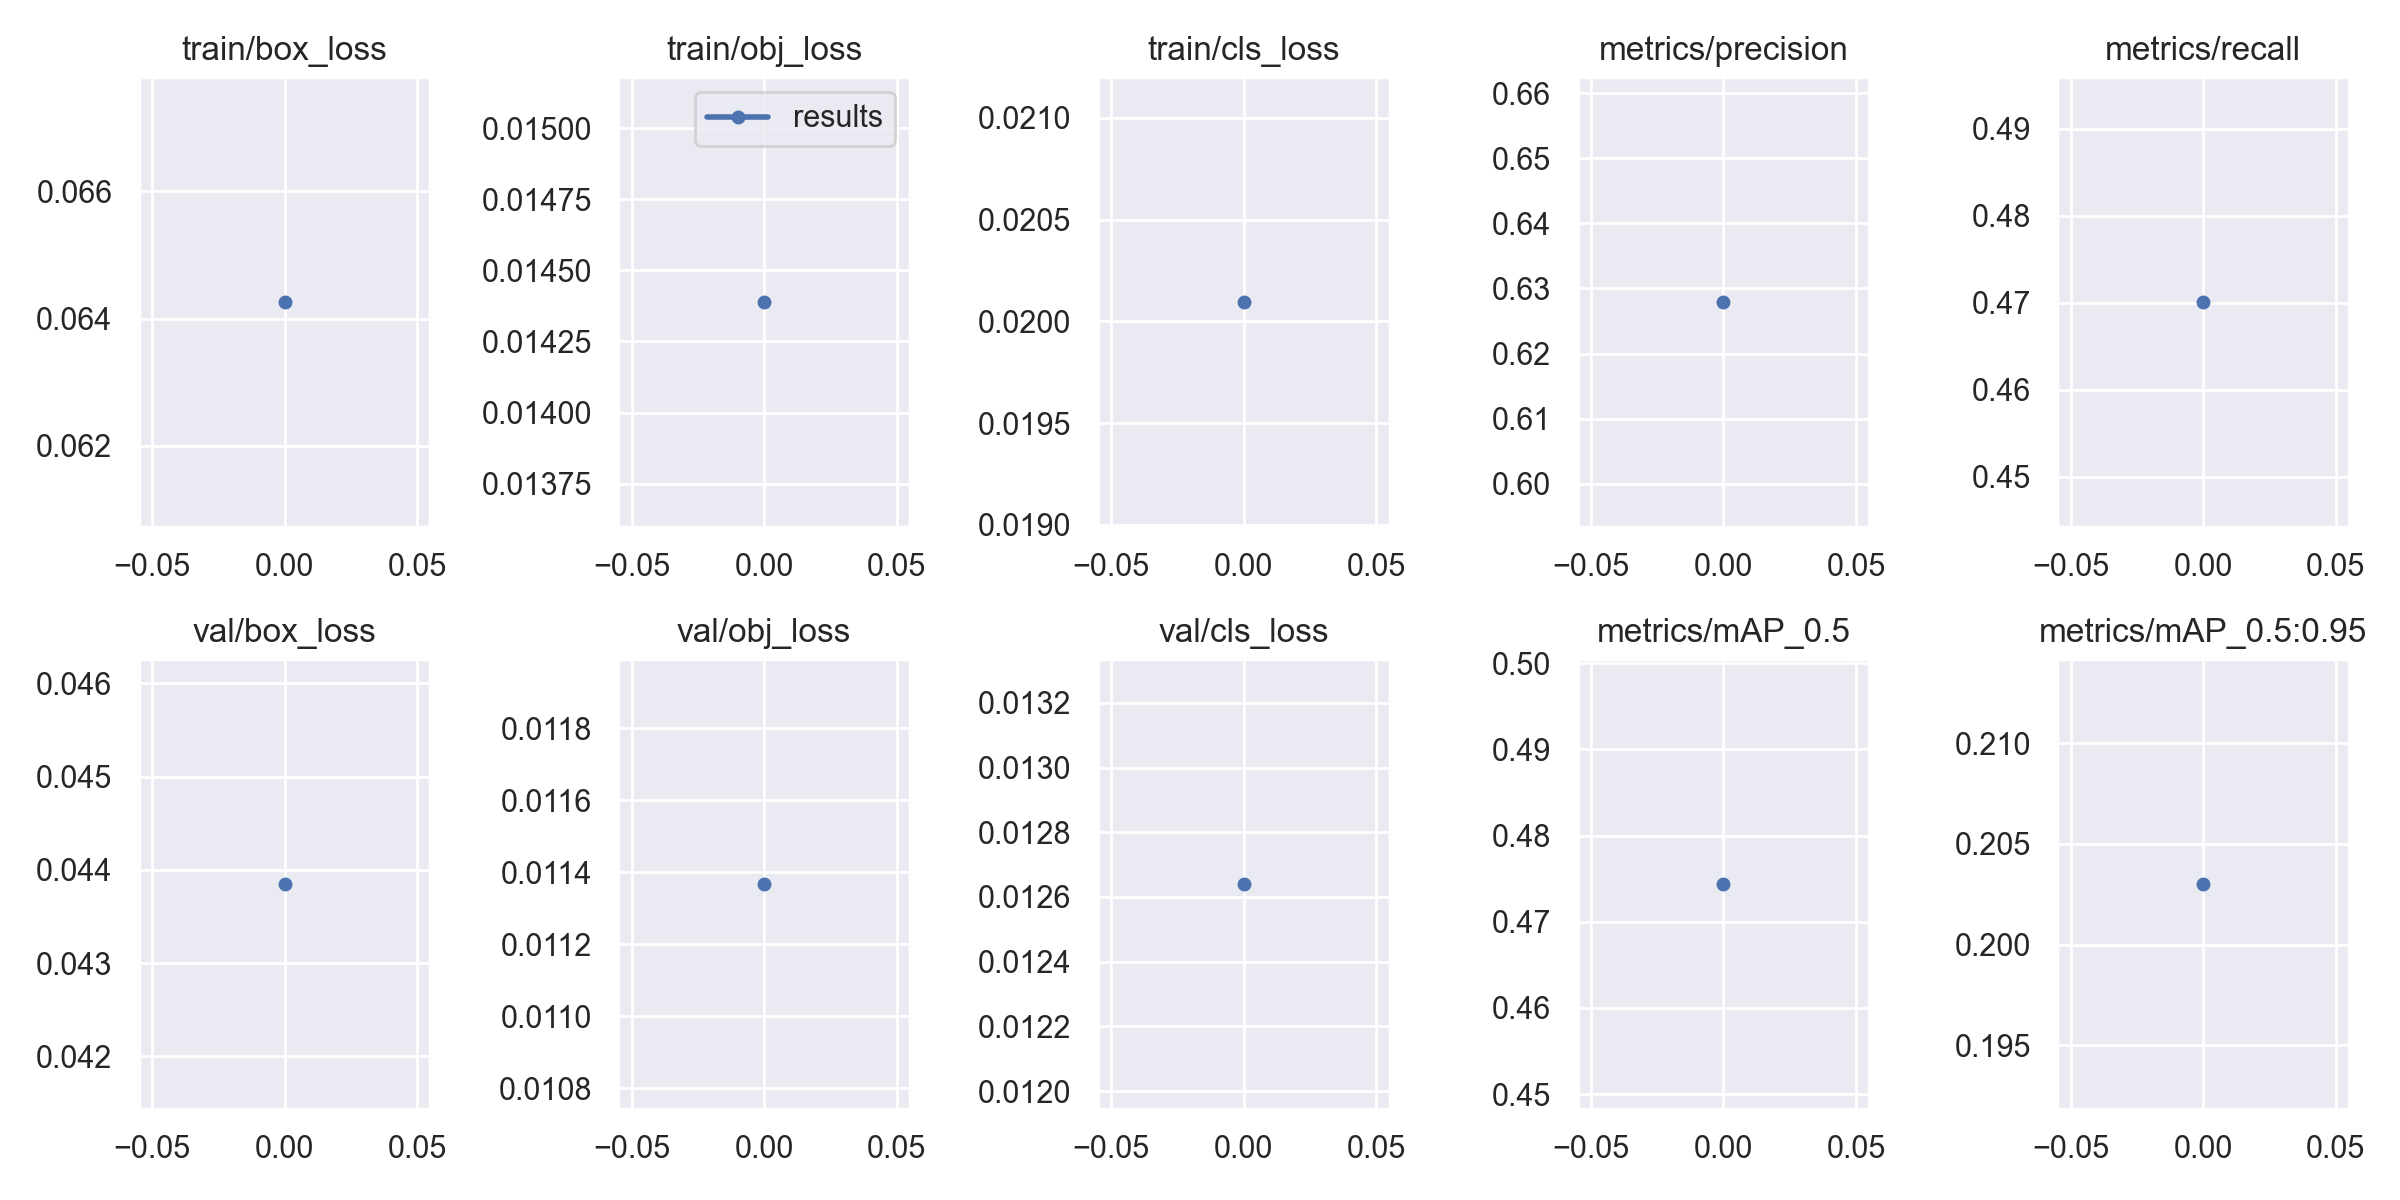 train/box_loss
0.066
0.064
0.062
−0.05 0.00 0.05
train/obj_loss
results
0.01500
0.01475
0.01450
0.01425
0.01400
0.01375
−0.05 0.00 0.05
train/cls_loss
0.0210
0.0205
0.0200
0.0195
0.0190
−0.05 0.00 0.05
metrics/precision
0.66
0.65
0.64
0.63
0.62
0.61
0.60
−0.05 0.00 0.05
metrics/recall
0.49
0.48
0.47
0.46
0.45
−0.05 0.00 0.05
val/box_loss
0.046
0.045
0.044
0.043
0.042
−0.05 0.00 0.05
val/obj_loss
0.0118
0.0116
0.0114
0.0112
0.0110
0.0108
−0.05 0.00 0.05
val/cls_loss
0.0132
0.0130
0.0128
0.0126
0.0124
0.0122
0.0120
−0.05 0.00 0.05
metrics/mAP_0.5
0.50
0.49
0.48
0.47
0.46
0.45
−0.05 0.00 0.05
metrics/mAP_0.5:0.95
0.210
0.205
0.200
0.195
−0.05 0.00 0.05